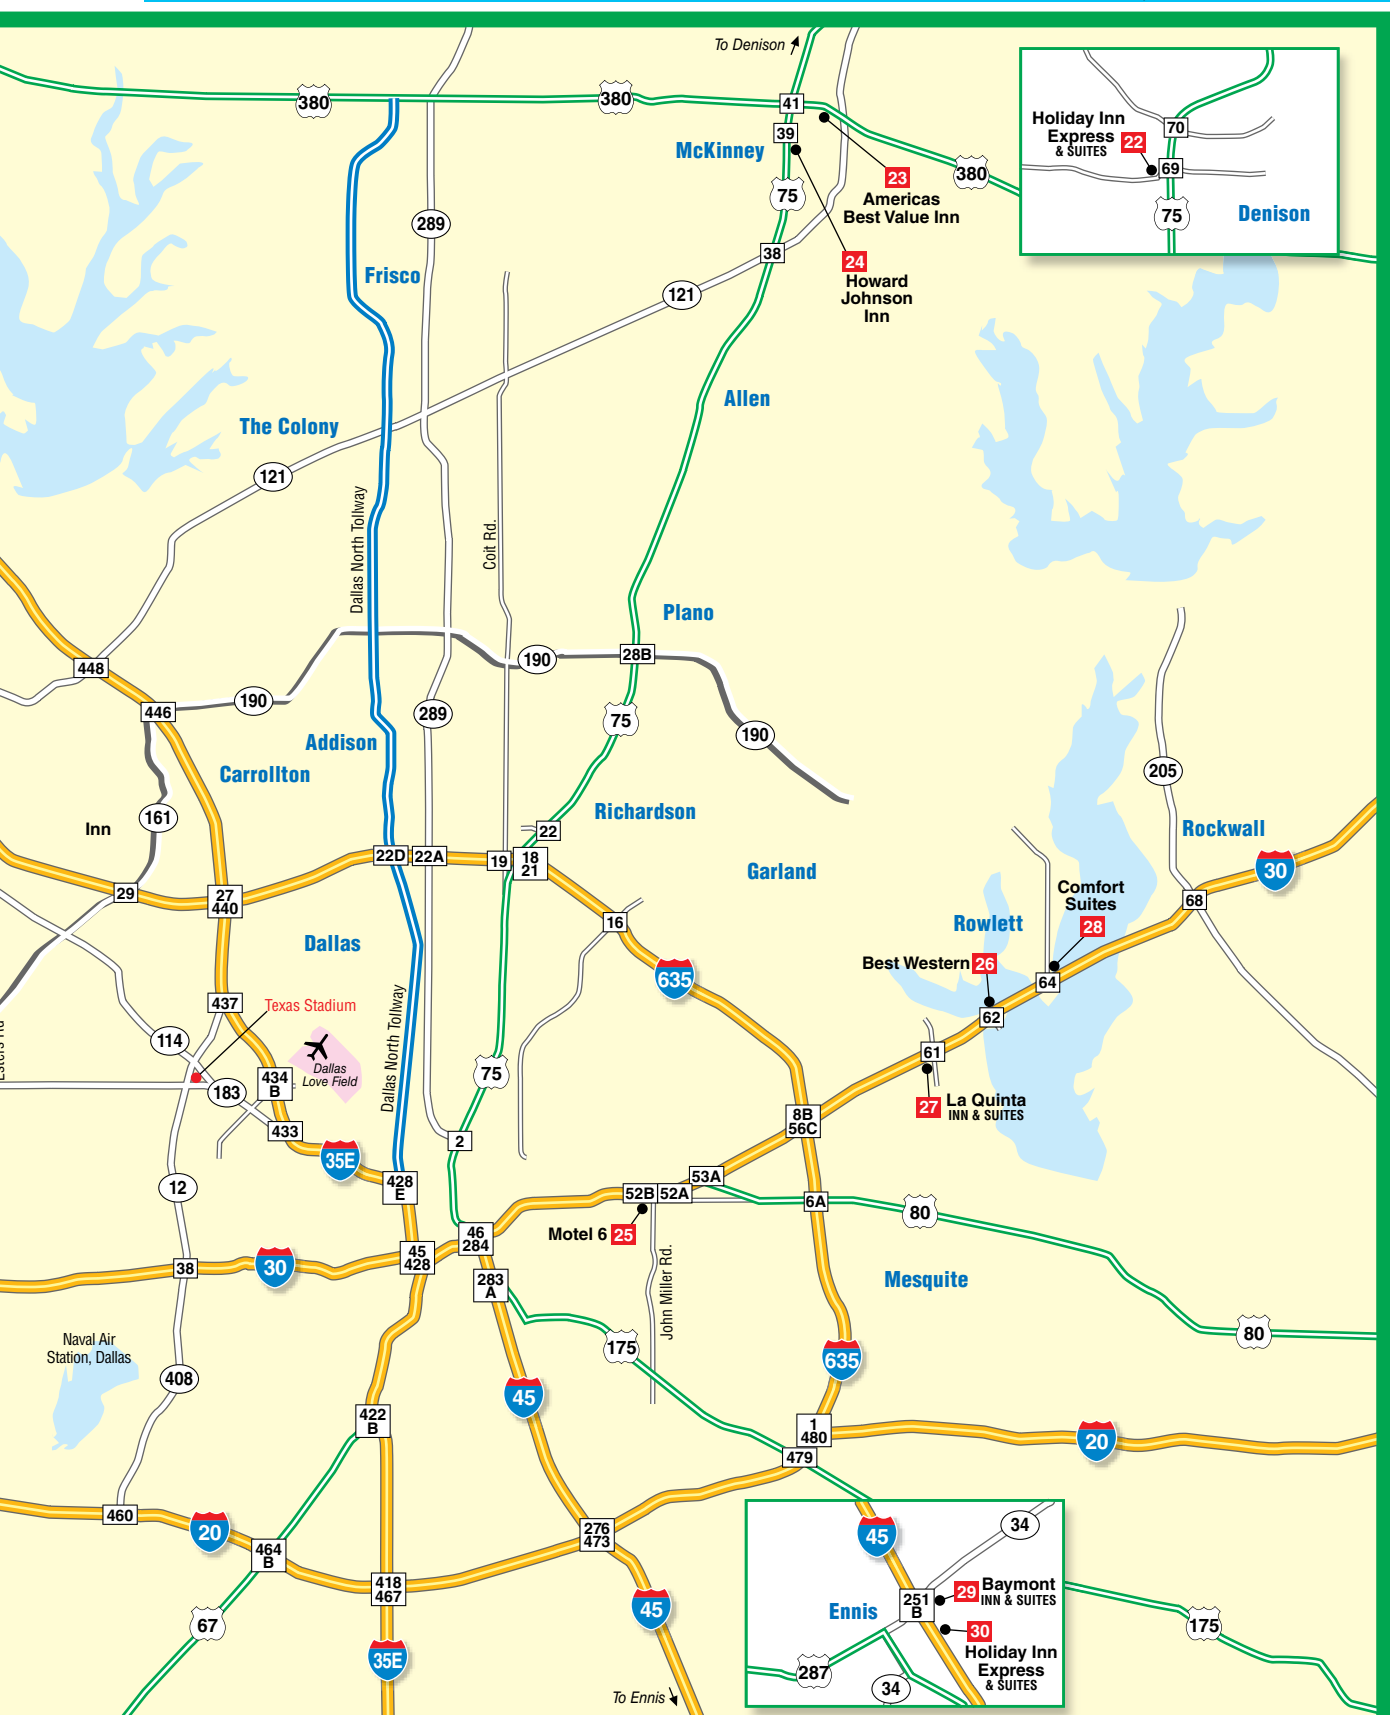 To Denison
380
380
41
39
McKinney
75
23
Americas
Best Value Inn
380
Holiday Inn
Express
& SUITES
22
70
69
75
Denison
289
Frisco
38
24
Howard
Johnson
Inn
121
Allen
The Colony
121
Dallas North Tollway
Coit Rd.
Plano
448
190
28B
190
446
289
75
190
Addison
Carrollton
205
Richardson
161
Inn
22
Rockwall
22D
22A
19
18
21
Garland
30
29
27
440
Comfort
Suites
28
68
16
Rowlett
Dallas
Best Western
26
635
64
437
Texas Stadium
62
Dallas North Tollway
114
61
Dallas
Love Field
75
434
B
183
La Quinta
INN & SUITES
27
8B
56C
433
2
35E
53A
428
E
12
52B
52A
6A
80
Motel 6
25
46
284
45
428
38
30
283
A
John Miller Rd.
Mesquite
80
Naval Air
Station, Dallas
175
635
408
45
422
B
1
480
20
479
460
20
276
473
45
34
464
B
418
467
29
Baymont
INN & SUITES
251
B
Ennis
45
30
Holiday Inn
Express
& SUITES
67
175
35E
287
34
To Ennis